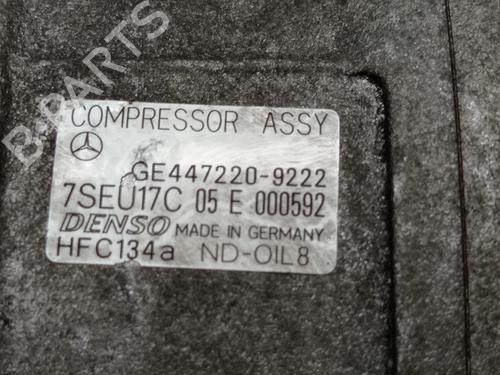 B-PARTS
COMPRESSOR ASSY
GE447220-9222
7SEU17C 05 E 000592
DENSO MADE IN GERMANY
HFC134a ND-OIL8